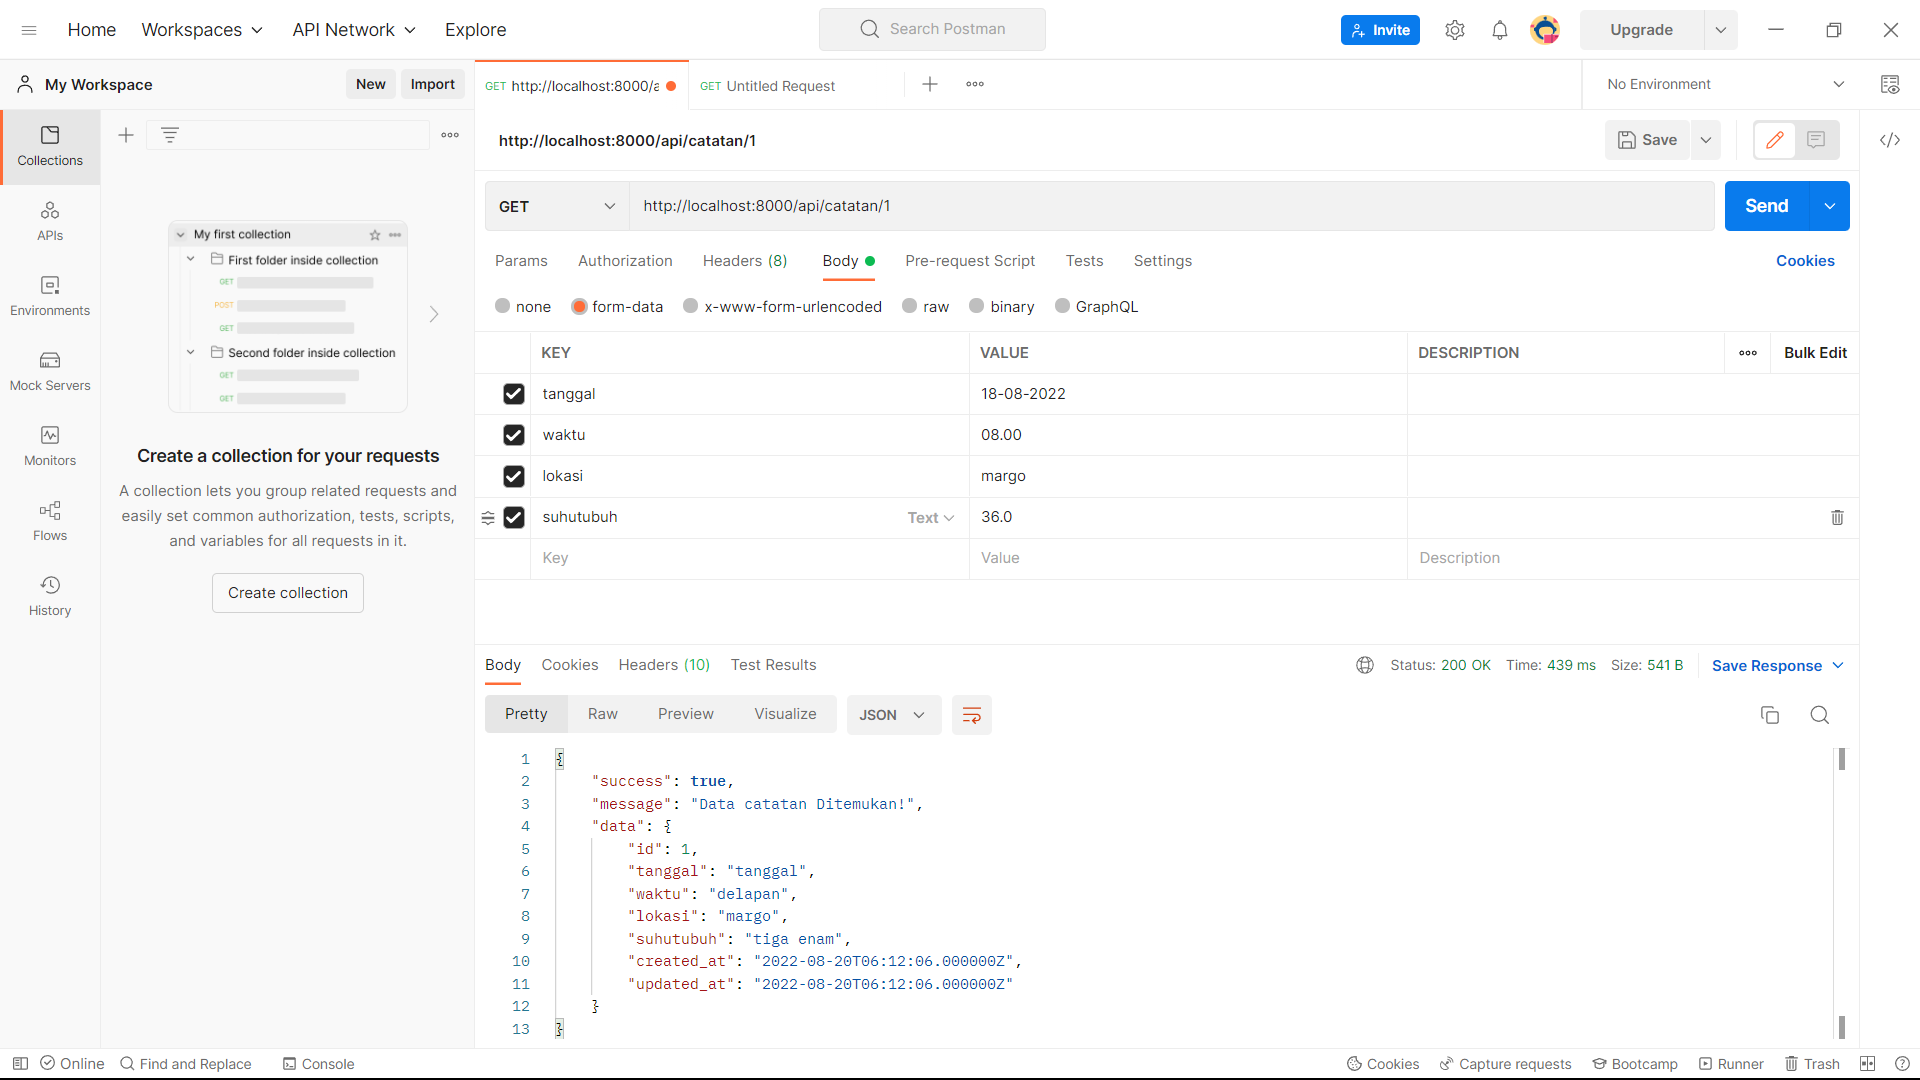 Home
Workspaces
API Network
Explore
Search Postman
Invite
Upgrade
My Workspace
New
Import
GET http://localhost:8000/a
GET Untitled Request
No Environment
Collections
APIs
Environments
Mock Servers
Monitors
Flows
History
My first collection
First folder inside collection
GET
POST
GET
Second folder inside collection
GET
GET
Create a collection for your requests
A collection lets you group related requests and
easily set common authorization, tests, scripts,
and variables for all requests in it.
Create collection
http://localhost:8000/api/catatan/1
Save
GET
http://localhost:8000/api/catatan/1
Send
Params
Authorization
Headers (8)
Body
Pre-request Script
Tests
Settings
Cookies
none
form-data
x-www-form-urlencoded
raw
binary
GraphQL
KEY VALUE DESCRIPTION
Bulk Edit
tanggal 18-08-2022
waktu 08.00
lokasi margo
suhutubuh Text 36.0
Key Value Description
Body
Cookies
Headers (10)
Test Results
Status: 200 OK
Time: 439 ms
Size: 541 B
Save Response
Pretty
Raw
Preview
Visualize
JSON
1 {
2 "success": true,
3 "message": "Data catatan Ditemukan!",
4 "data": {
5 "id": 1,
6 "tanggal": "tanggal",
7 "waktu": "delapan",
8 "lokasi": "margo",
9 "suhutubuh": "tiga enam",
10 "created_at": "2022-08-20T06:12:06.000000Z",
11 "updated_at": "2022-08-20T06:12:06.000000Z"
12 }
13 }
Online
Find and Replace
Console
Cookies
Capture requests
Bootcamp
Runner
Trash